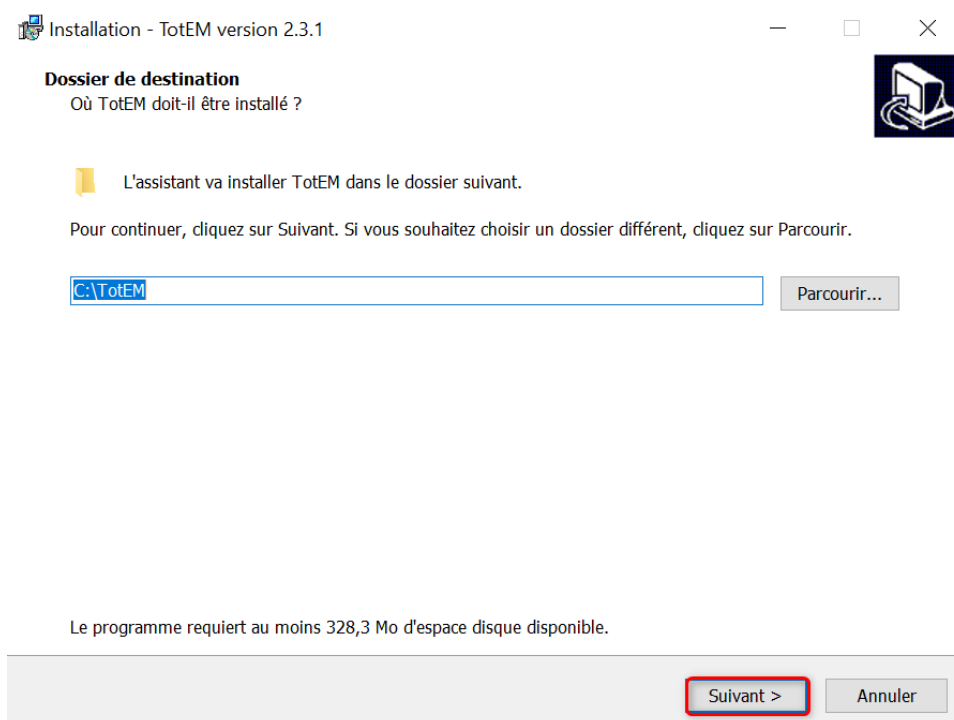 Installation - TotEM version 2.3.1
Dossier de destination
Où TotEM doit-il être installé ?
L'assistant va installer TotEM dans le dossier suivant.
Pour continuer, cliquez sur Suivant. Si vous souhaitez choisir un dossier différent, cliquez sur Parcourir.
C:\TotEM
Parcourir...
Le programme requiert au moins 328,3 Mo d'espace disque disponible.
Suivant >
Annuler